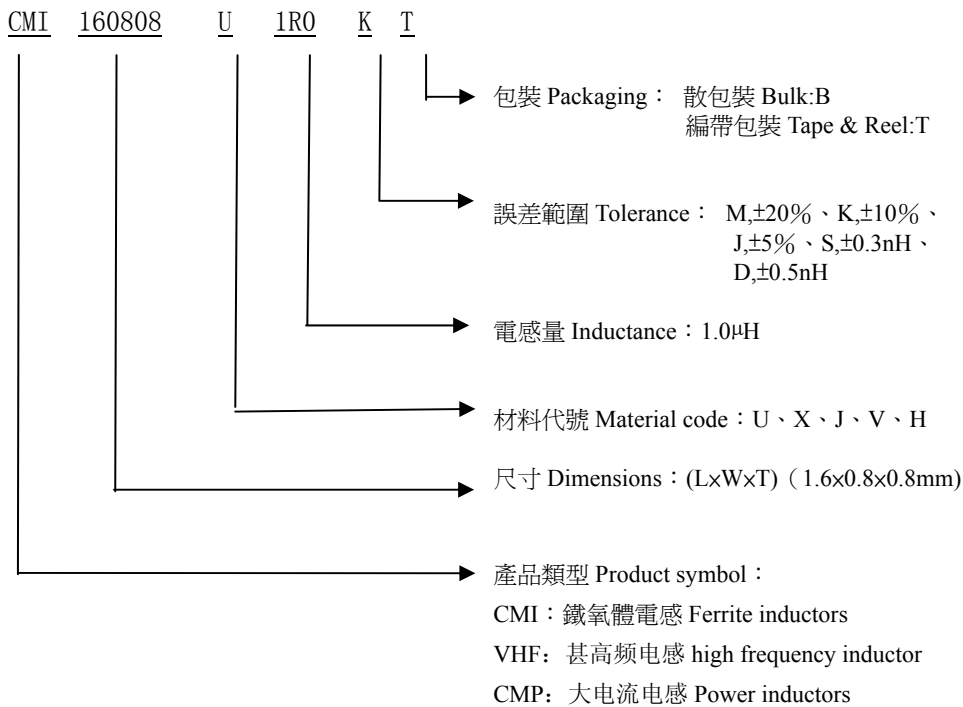 CMI 160808 U 1R0 K T
包裝 Packaging： 散包裝 Bulk:B
編帶包裝 Tape & Reel:T
誤差範圍 Tolerance： M,±20%、K,±10%、
J,±5%、S,±0.3nH、
D,±0.5nH
電感量 Inductance：1.0μH
材料代號 Material code：U、X、J、V、H
尺寸 Dimensions：(L×W×T)（1.6×0.8×0.8mm)
產品類型 Product symbol：
CMI：鐵氧體電感 Ferrite inductors
VHF：甚高频电感 high frequency inductor
CMP：大电流电感 Power inductors